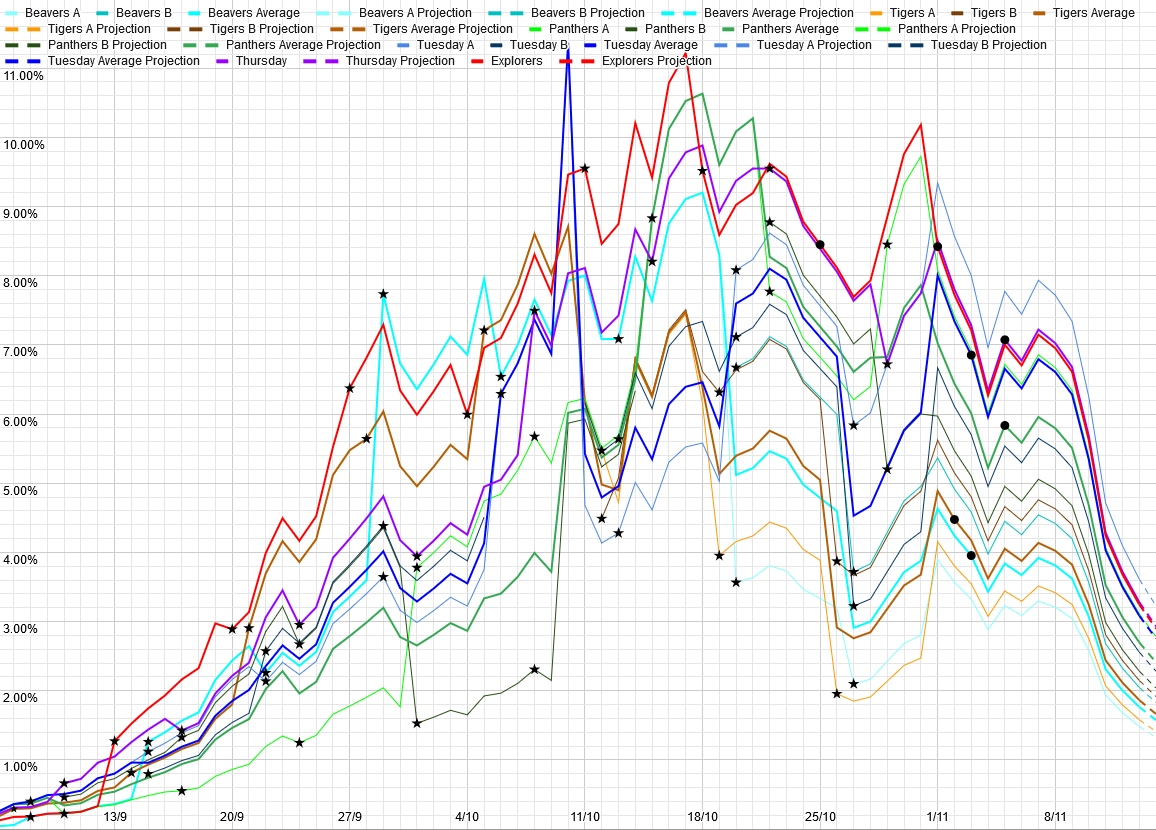 Beavers A Beavers B Beavers Average Beavers A Projection Beavers B Projection Beavers Average Projection Tigers A Tigers B Tigers Average
Tigers A Projection Tigers B Projection Tigers Average Projection Panthers A Panthers B Panthers Average Panthers A Projection
Panthers B Projection Panthers Average Projection Tuesday A Tuesday B Tuesday Average Tuesday A Projection Tuesday B Projection
Tuesday Average Projection Thursday Thursday Projection Explorers Explorers Projection
11.00%
10.00%
9.00%
8.00%
7.00%
6.00%
5.00%
4.00%
3.00%
2.00%
1.00%
13/9 20/9 27/9 4/10 11/10 18/10 25/10 1/11 8/11